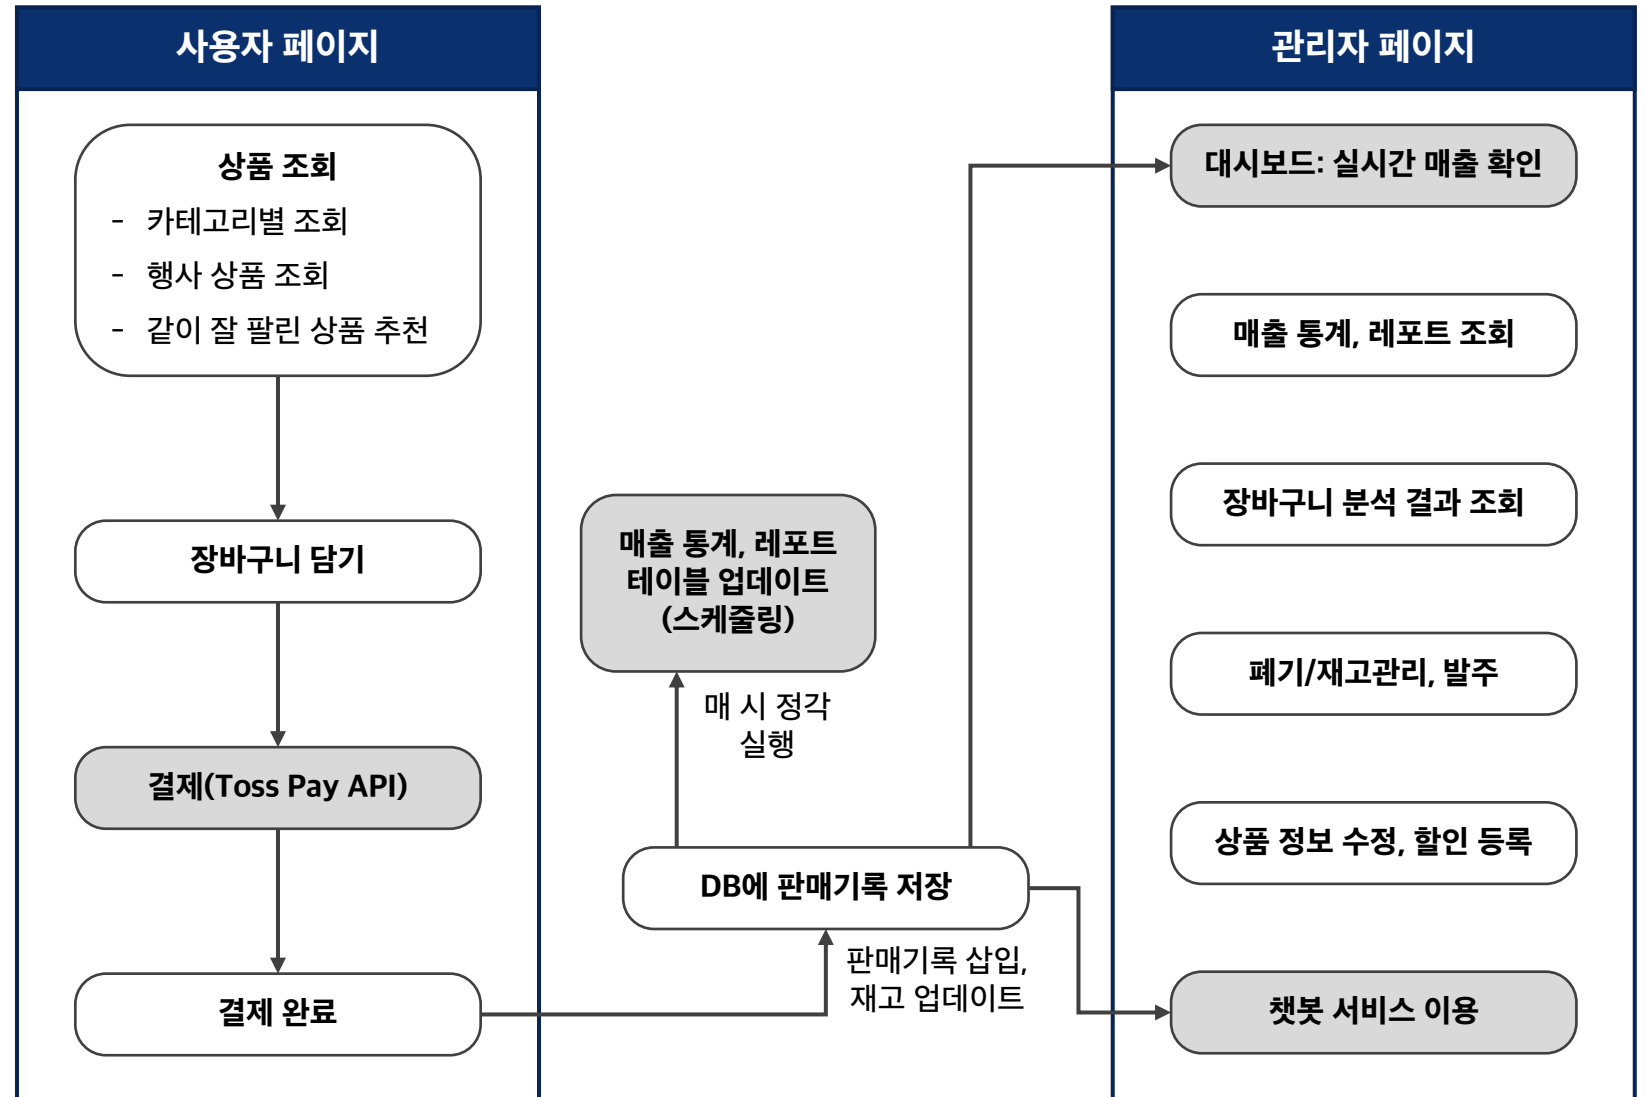 사용자 페이지
상품 조회
- 카테고리별 조회
- 행사 상품 조회
- 같이 잘 팔린 상품 추천
장바구니 담기
결제(Toss Pay API)
결제 완료
매출 통계, 레포트
테이블 업데이트
(스케줄링)
매 시 정각
실행
DB에 판매기록 저장
판매기록 삽입,
재고 업데이트
관리자 페이지
대시보드: 실시간 매출 확인
매출 통계, 레포트 조회
장바구니 분석 결과 조회
폐기/재고관리, 발주
상품 정보 수정, 할인 등록
챗봇 서비스 이용